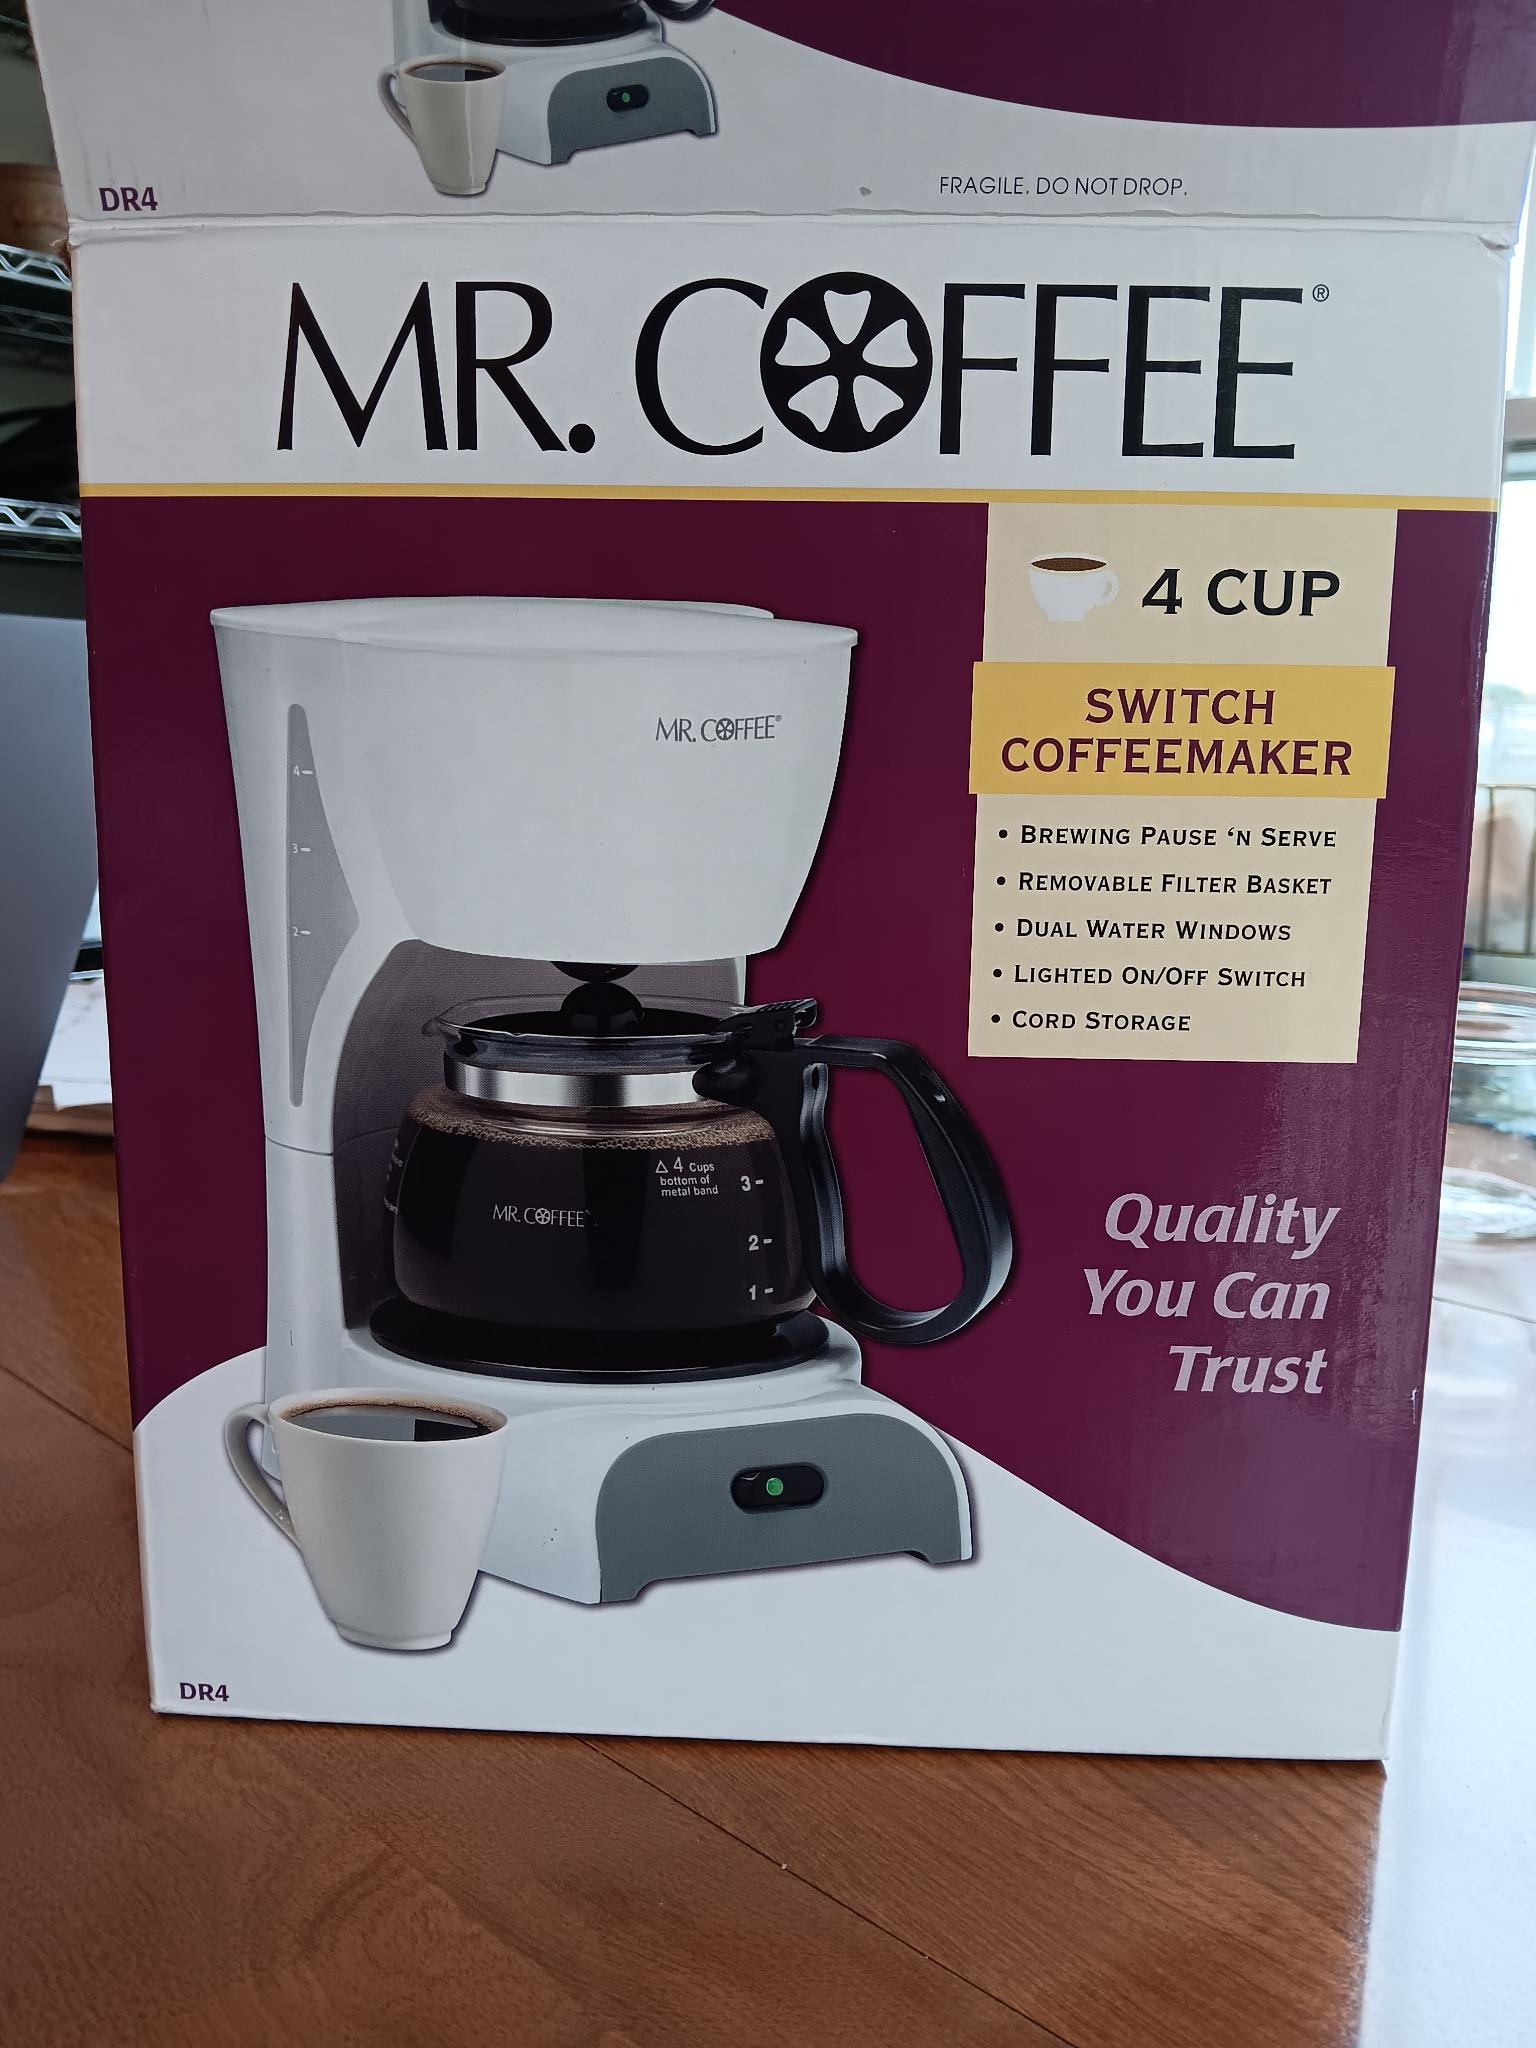 DR4
FRAGILE. DO NOT DROP.
MR. COFFEE®
4 CUP
SWITCH
COFFEEMAKER
• BREWING PAUSE 'N SERVE
• REMOVABLE FILTER BASKET
• DUAL WATER WINDOWS
• LIGHTED ON/OFF SWITCH
• CORD STORAGE
MR. COFFEE®
4-
3-
2-
Δ 4 Cups
bottom of
metal band
3-
2-
1-
MR. COFFEE
Quality
You Can
Trust
DR4